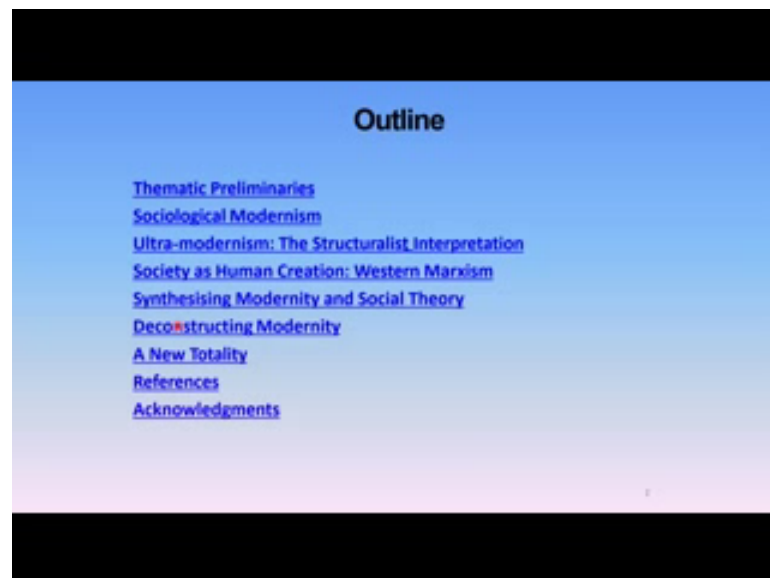 Outline
Thematic Preliminaries
Sociological Modernism
Ultra-modernism: The Structuralist Interpretation
Society as Human Creation: Western Marxism
Synthesising Modernity and Social Theory
Deconstructing Modernity
A New Totality
References
Acknowledgments
2